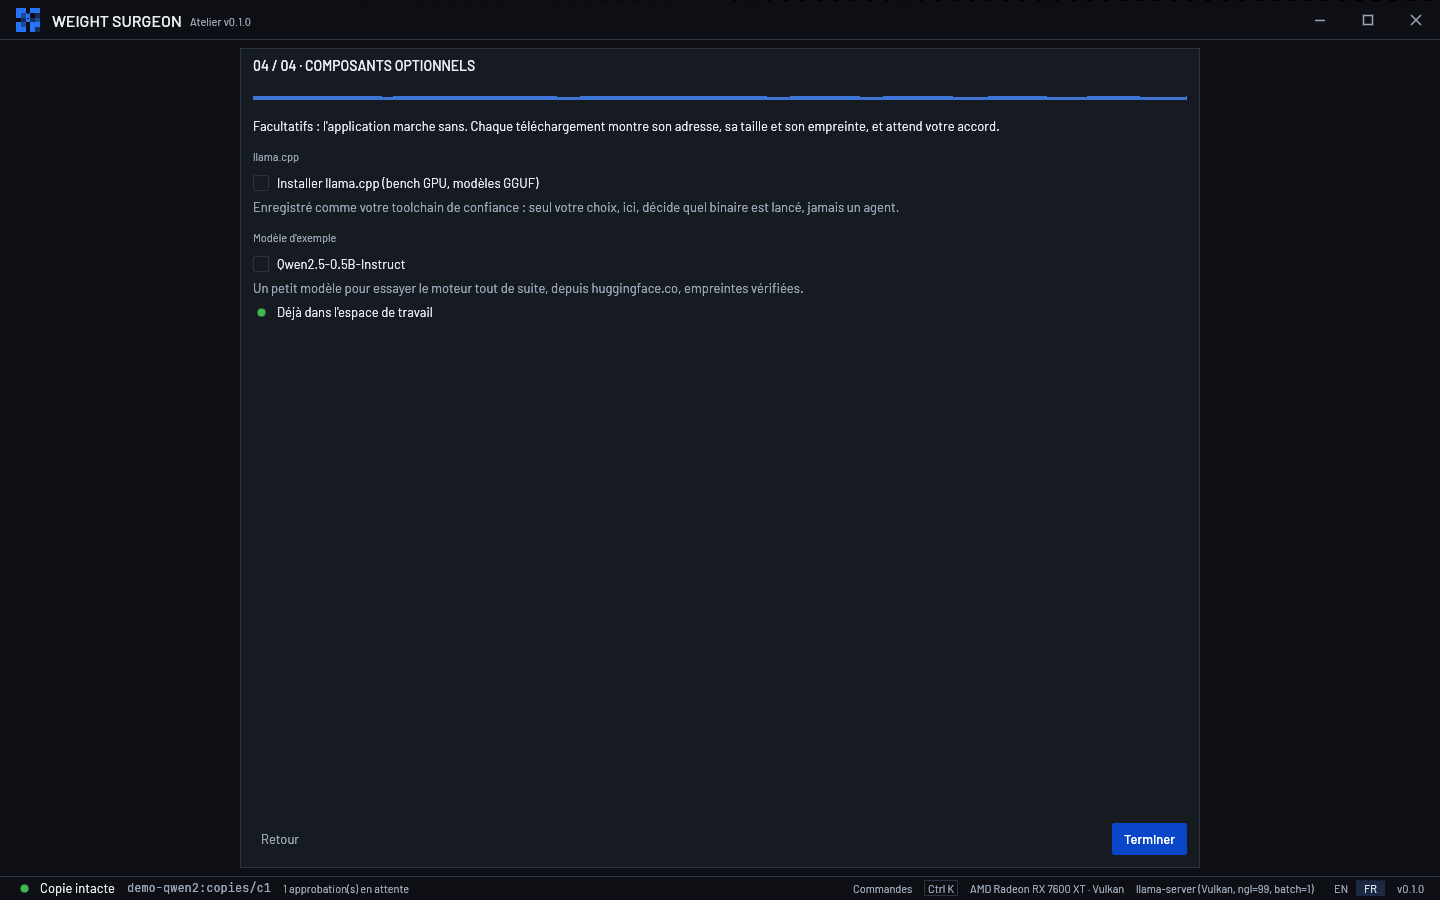 WEIGHT SURGEON Atelier v0.1.0
04 / 04 · COMPOSANTS OPTIONNELS
Facultatifs : l'application marche sans. Chaque téléchargement montre son adresse, sa taille et son empreinte, et attend votre accord.
llama.cpp
Installer llama.cpp (bench GPU, modèles GGUF)
Enregistré comme votre toolchain de confiance : seul votre choix, ici, décide quel binaire est lancé, jamais un agent.
Modèle d'exemple
Qwen2.5-0.5B-Instruct
Un petit modèle pour essayer le moteur tout de suite, depuis huggingface.co, empreintes vérifiées.
Déjà dans l'espace de travail
Retour
Terminer
Copie intacte demo-qwen2:copies/c1 1 approbation(s) en attente Commandes Ctrl K AMD Radeon RX 7600 XT · Vulkan llama-server (Vulkan, ngl=99, batch=1) EN FR v0.1.0